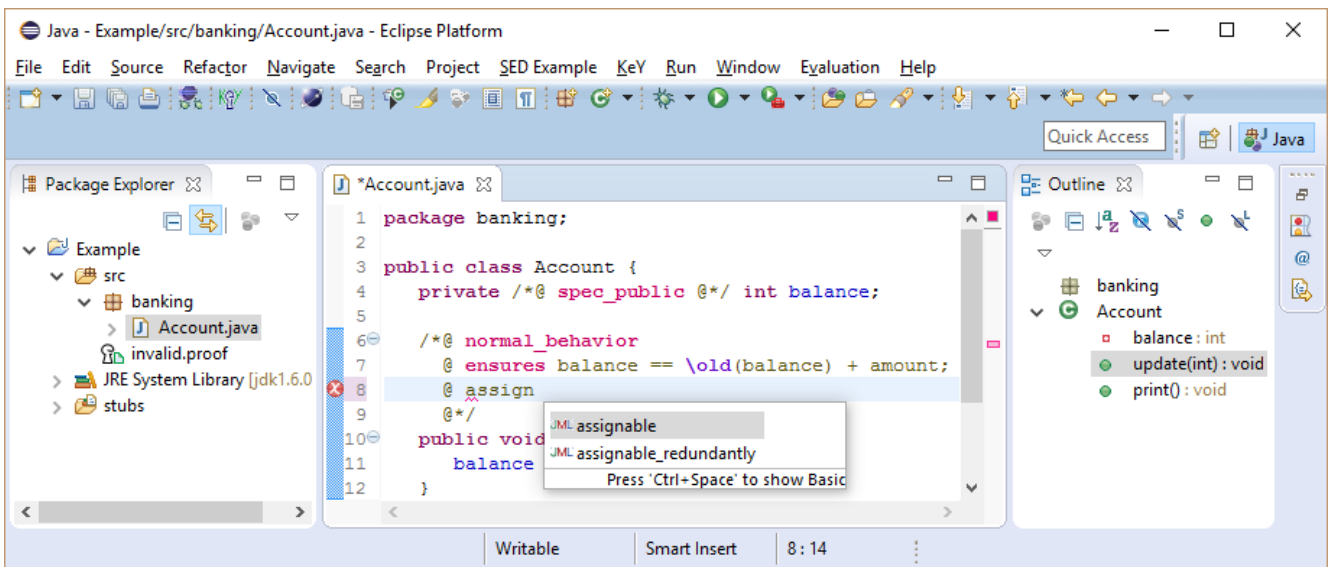 Java - Example/src/banking/Account.java - Eclipse Platform
File Edit Source Refactor Navigate Search Project SED Example KeY Run Window Evaluation Help
Quick Access
Java
Package Explorer
Example
src
banking
Account.java
invalid.proof
JRE System Library [jdk1.6.0
stubs
*Account.java
1 package banking;
2
3 public class Account {
4 private /*@ spec_public @*/ int balance;
5
6 /*@ normal_behavior
7 @ ensures balance == \old(balance) + amount;
8 @ assign
9 @*/
10 public void
11 balance
12 }
JML assignable
JML assignable_redundantly
Press 'Ctrl+Space' to show Basic
Outline
banking
Account
balance : int
update(int) : void
print() : void
Writable Smart Insert 8 : 14